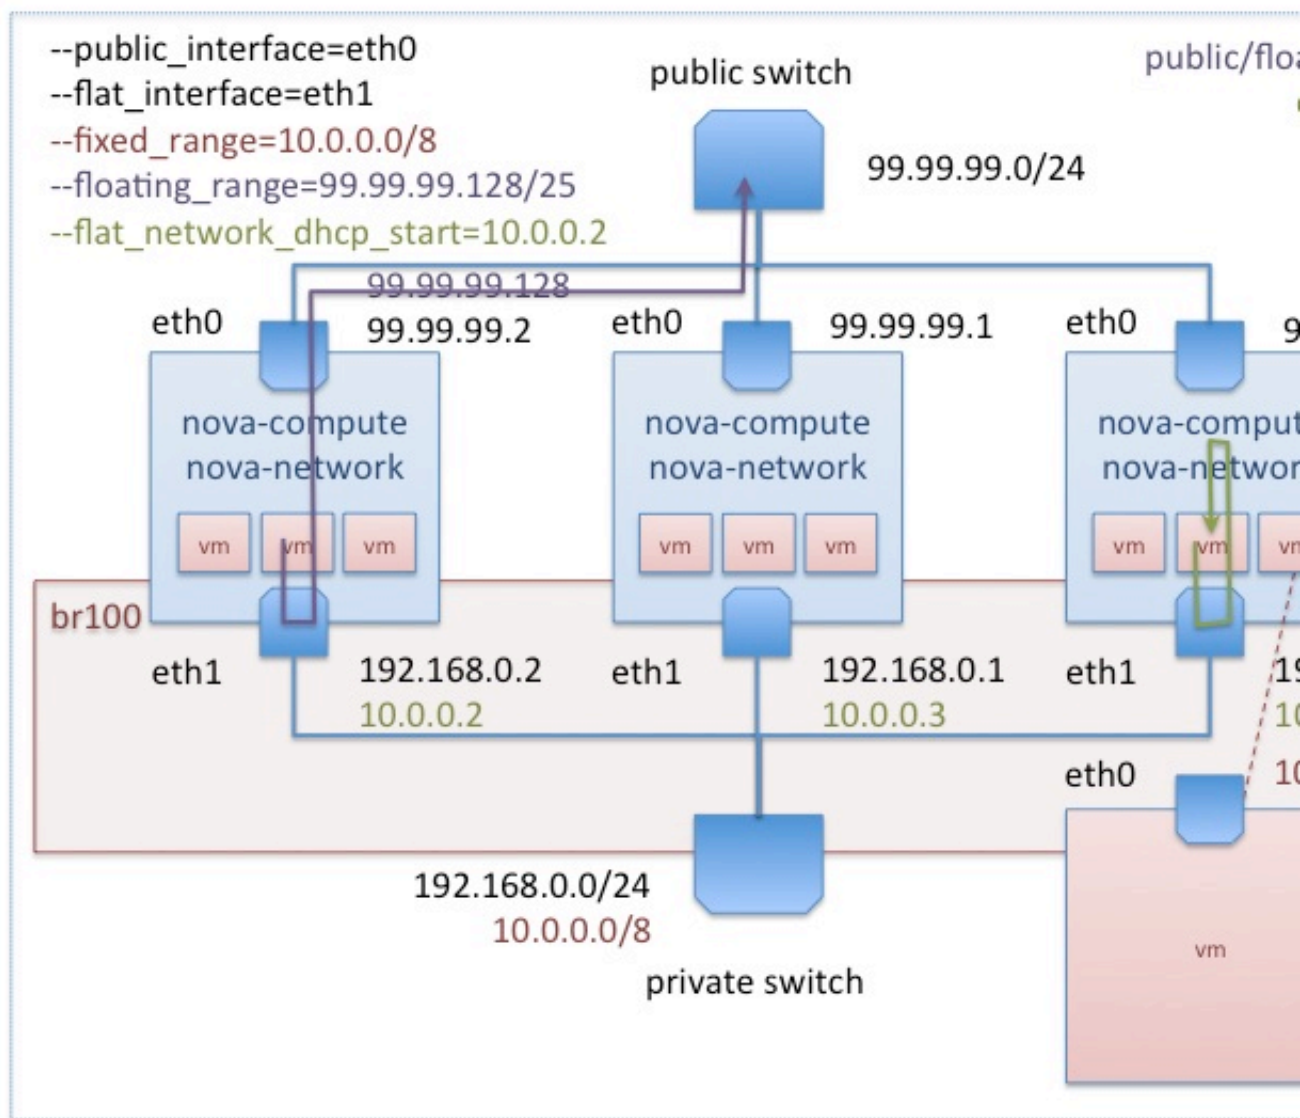 --public_interface=eth0
--flat_interface=eth1
--fixed_range=10.0.0.0/8
--floating_range=99.99.99.128/25
--flat_network_dhcp_start=10.0.0.2
public switch
99.99.99.0/24
99.99.99.128
eth0
99.99.99.2
eth0
99.99.99.1
eth0
nova-compute
nova-network
nova-compute
nova-network
vm
vm
vm
vm
vm
vm
vm
vm
br100
eth1
192.168.0.2
10.0.0.2
eth1
192.168.0.1
10.0.0.3
eth1
eth0
192.168.0.0/24
10.0.0.0/8
private switch
vm